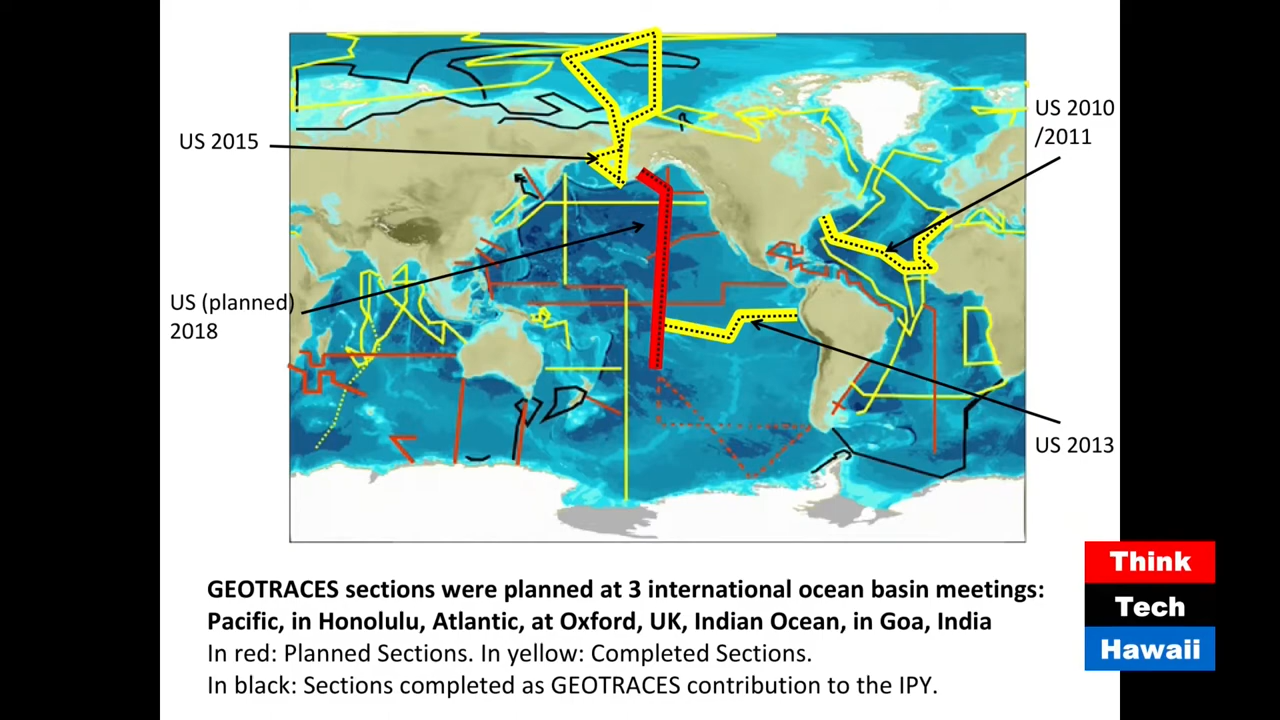 US 2010
/2011
US 2015
US (planned)
2018
US 2013
GEOTRACES sections were planned at 3 international ocean basin meetings:
Pacific, in Honolulu, Atlantic, at Oxford, UK, Indian Ocean, in Goa, India
In red: Planned Sections. In yellow: Completed Sections.
In black: Sections completed as GEOTRACES contribution to the IPY.
Think
Tech
Hawaii